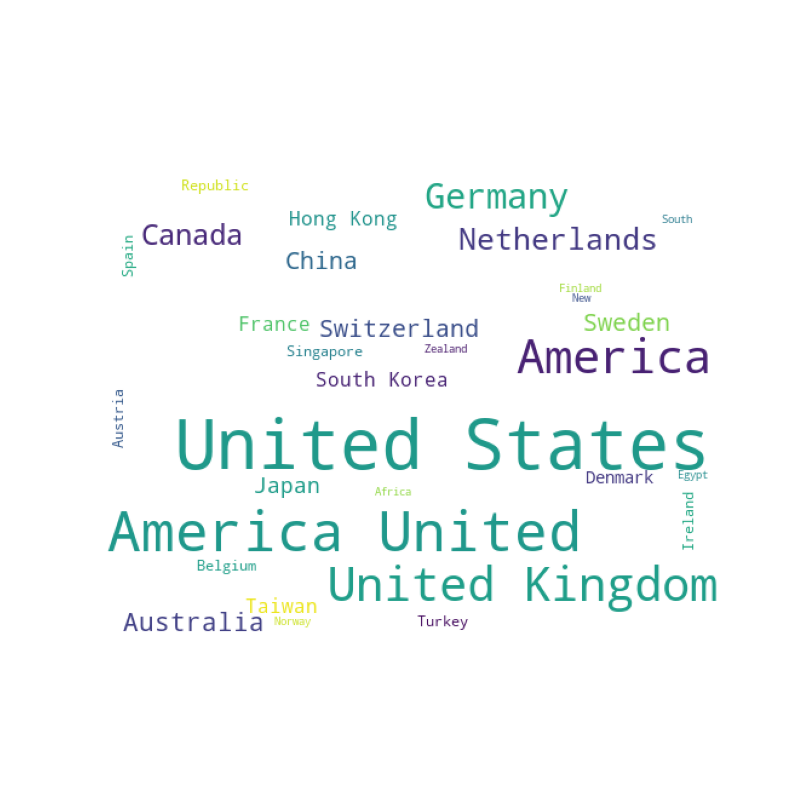 Republic
Germany
Hong Kong
South
Canada
Netherlands
Spain
China
Finland
New
France
Switzerland
Sweden
Singapore
Zealand
America
South Korea
Austria
United States
Japan
Africa
Denmark
Egypt
America United
Ireland
Belgium
United Kingdom
Taiwan
Australia
Norway
Turkey